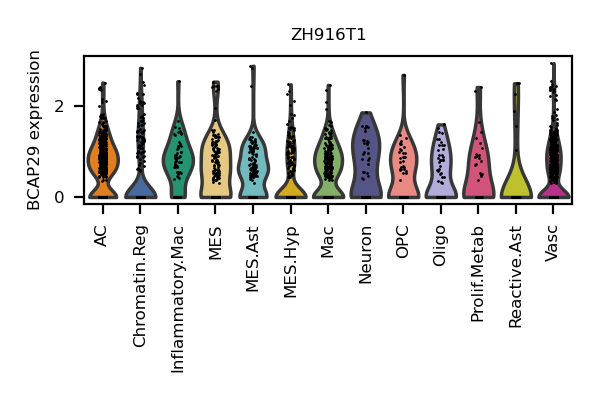 ZH916T1
BCAP29 expression
2
0
AC
Chromatin.Reg
Inflammatory.Mac
MES
MES.Ast
MES.Hyp
Mac
Neuron
OPC
Oligo
Prolif.Metab
Reactive.Ast
Vasc